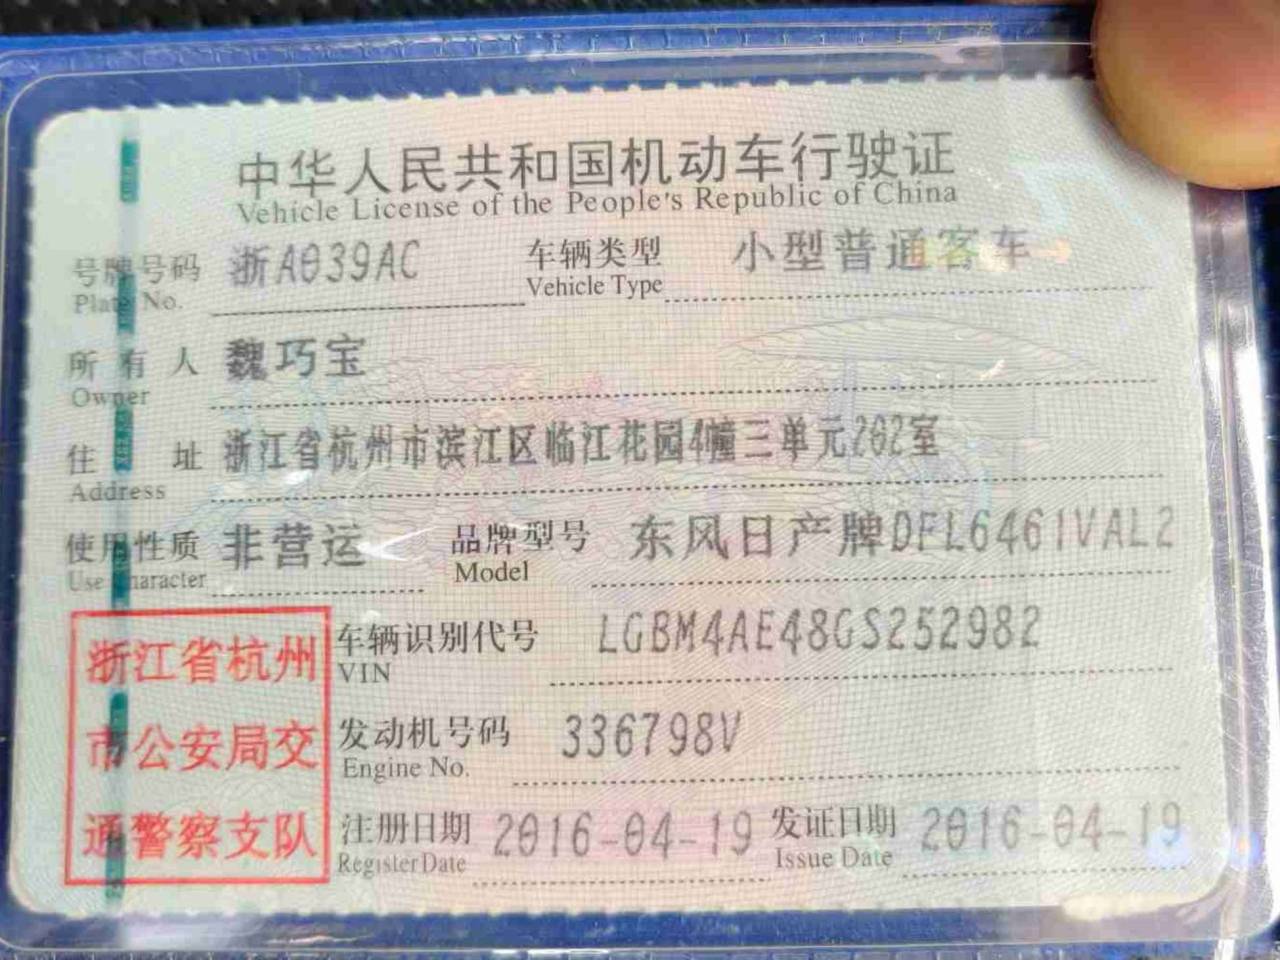 中华人民共和国机动车行驶证
Vehicle License of the People's Republic of China
号牌号码 浙A039AC 车辆类型 小型普通客车
Plate No. Vehicle Type
所有人 魏巧宝
Owner
住址 浙江省杭州市滨江区临江花园4幢三单元202室
Address
使用性质 非营运 品牌型号 东风日产牌DFL6461VAL2
Use Character Model
浙江省杭州
市公安局交
通警察支队
车辆识别代号 LGBM4AE48GS252982
VIN
发动机号码 336798V
Engine No.
注册日期 2016-04-19 发证日期 2016-04-19
Register Date Issue Date